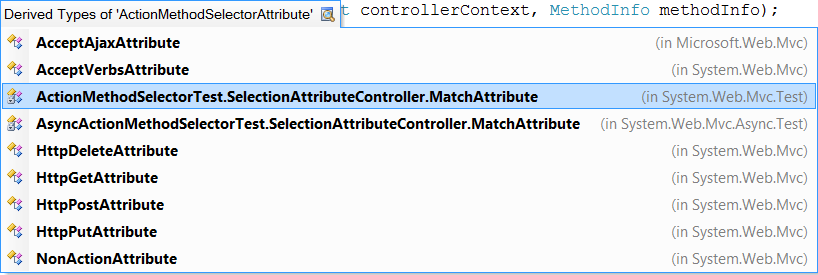 Derived Types of 'ActionMethodSelectorAttribute' t controllerContext, MethodInfo methodInfo);
AcceptAjaxAttribute (in Microsoft.Web.Mvc)
AcceptVerbsAttribute (in System.Web.Mvc)
ActionMethodSelectorTest.SelectionAttributeController.MatchAttribute (in System.Web.Mvc.Test)
AsyncActionMethodSelectorTest.SelectionAttributeController.MatchAttribute (in System.Web.Mvc.Async.Test)
HttpDeleteAttribute (in System.Web.Mvc)
HttpGetAttribute (in System.Web.Mvc)
HttpPostAttribute (in System.Web.Mvc)
HttpPutAttribute (in System.Web.Mvc)
NonActionAttribute (in System.Web.Mvc)